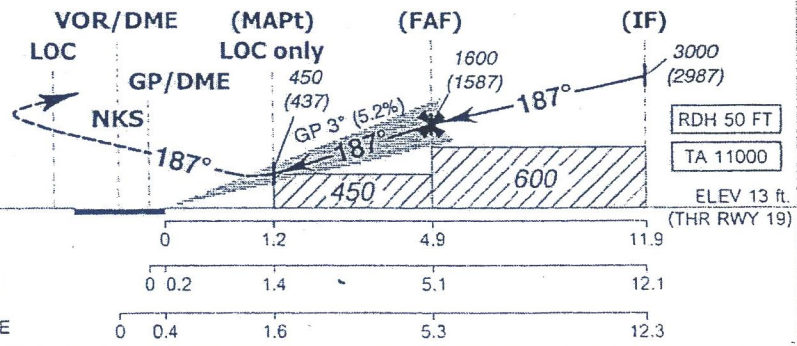 VOR/DME (MAPt) (FAF) (IF)
LOC LOC only
GP/DME
NKS
450
(437)
1600
(1587)
3000
(2987)
GP 3° (5.2%)
187°
187°
187°
187°
RDH 50 FT
TA 11000
450
600
ELEV 13 ft.
(THR RWY 19)
0 1.2 4.9 11.9
0 0.2 1.4 5.1 12.1
E 0 0.4 1.6 5.3 12.3